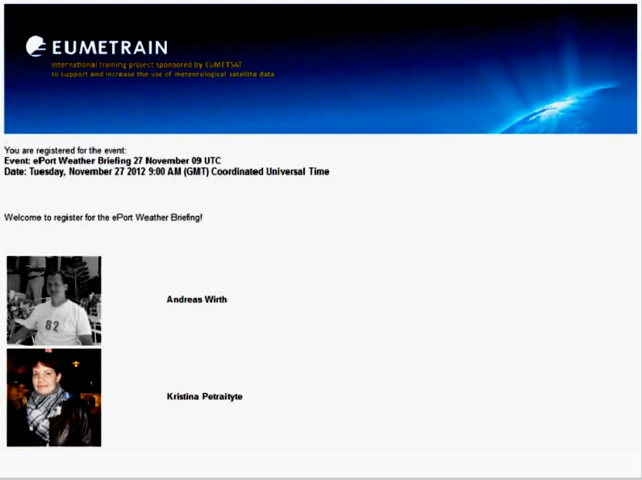 EUMETRAIN
International training project sponsored by EUMETSAT
to support and increase the use of meteorological satellite data
You are registered for the event:
Event: ePort Weather Briefing 27 November 09 UTC
Date: Tuesday, November 27 2012 9:00 AM (GMT) Coordinated Universal Time
Welcome to register for the ePort Weather Briefing!
82
Andreas Wirth
Kristina Petraityte